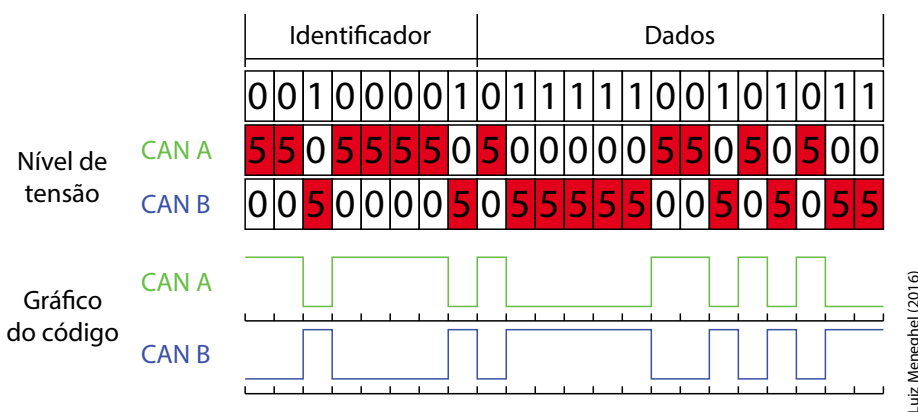 Identificador Dados
0 0 1 0 0 0 0 1 0 1 1 1 1 1 0 0 1 0 1 0 1 1
Nível de tensão
CAN A 5 5 0 5 5 5 5 0 5 0 0 0 0 0 5 5 0 5 0 5 0 0
CAN B 0 0 5 0 0 0 0 5 0 5 5 5 5 5 0 0 5 0 5 0 5 5
Gráfico do código
CAN A
CAN B
Luiz Meneghel (2016)